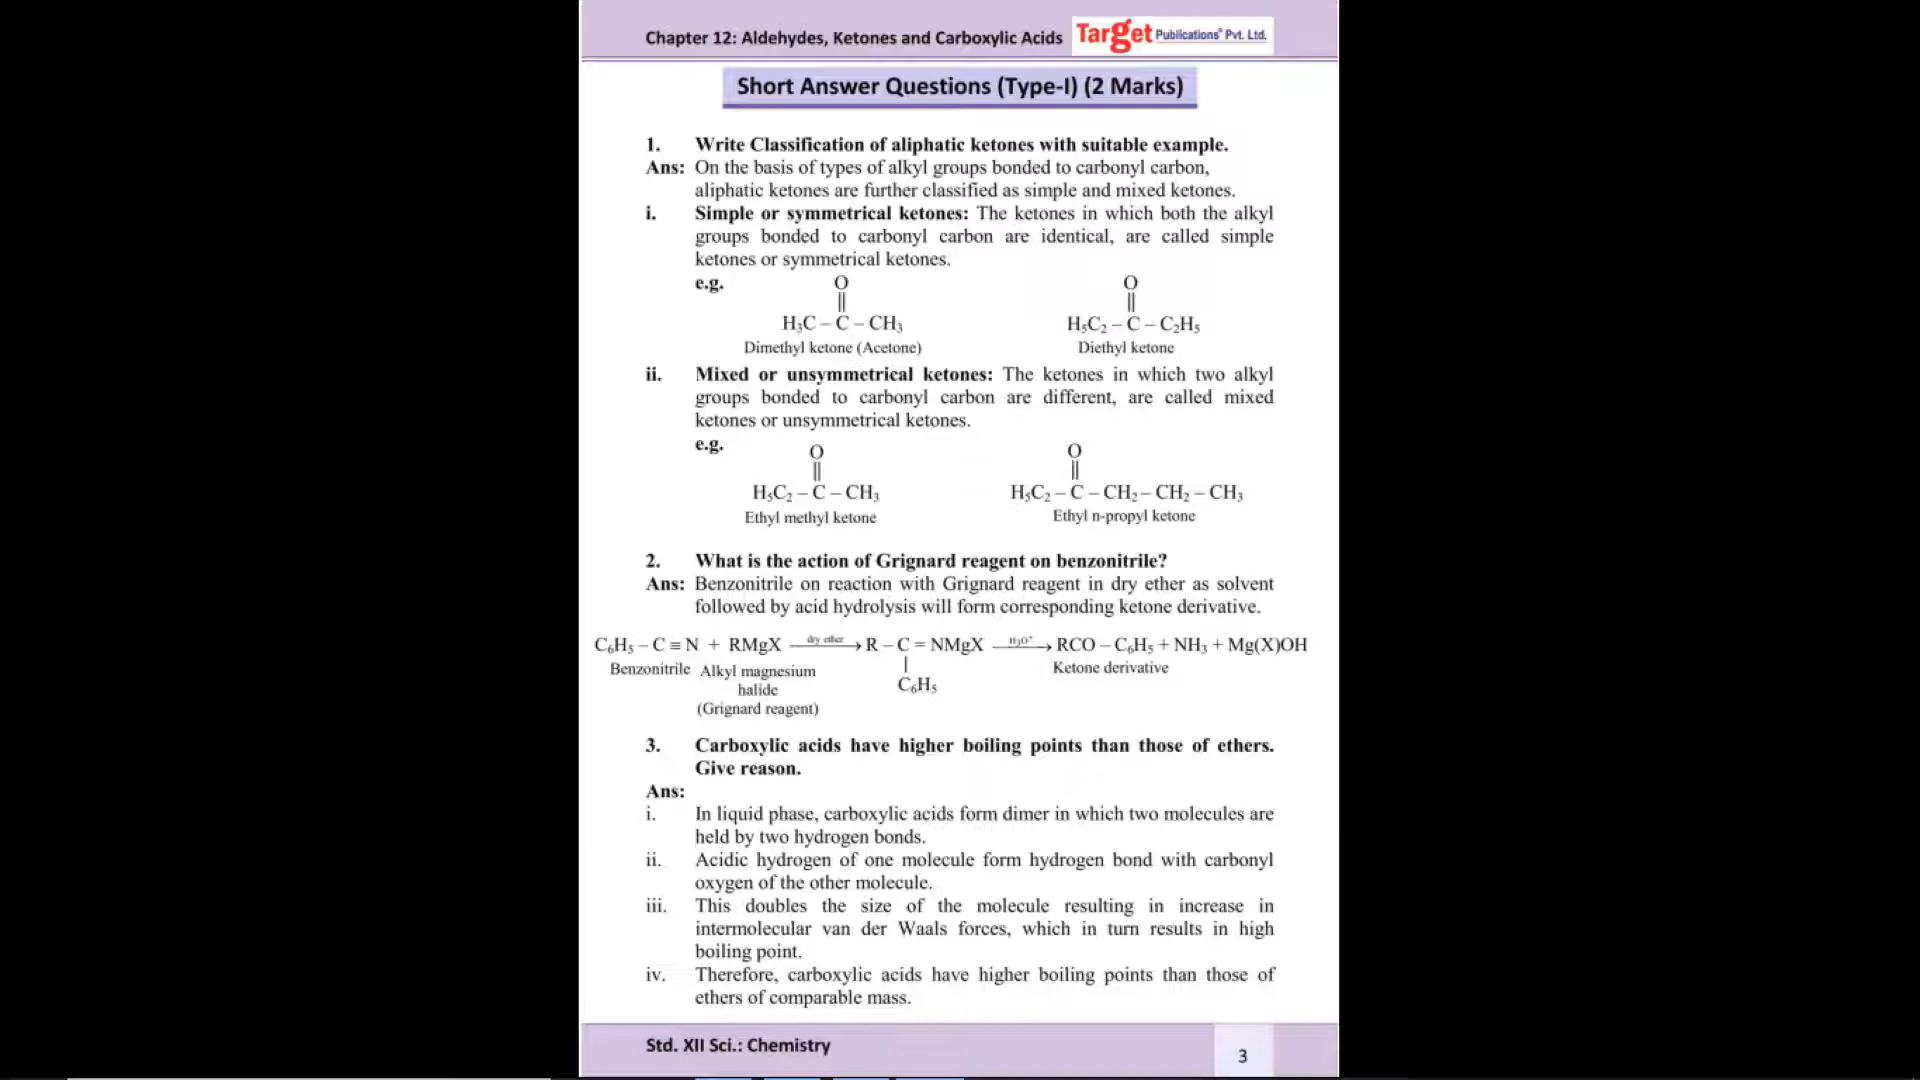 Chapter 12: Aldehydes, Ketones and Carboxylic Acids Target Publications® Pvt. Ltd.
Short Answer Questions (Type-I) (2 Marks)
1. Write Classification of aliphatic ketones with suitable example.
Ans: On the basis of types of alkyl groups bonded to carbonyl carbon,
aliphatic ketones are further classified as simple and mixed ketones.
i. Simple or symmetrical ketones: The ketones in which both the alkyl
groups bonded to carbonyl carbon are identical, are called simple
ketones or symmetrical ketones.
e.g. O O
|| ||
H₃C – C – CH₃ H₅C₂ – C – C₂H₅
Dimethyl ketone (Acetone) Diethyl ketone
ii. Mixed or unsymmetrical ketones: The ketones in which two alkyl
groups bonded to carbonyl carbon are different, are called mixed
ketones or unsymmetrical ketones.
e.g. O O
|| ||
H₅C₂ – C – CH₃ H₅C₂ – C – CH₂ – CH₂ – CH₃
Ethyl methyl ketone Ethyl n-propyl ketone
2. What is the action of Grignard reagent on benzonitrile?
Ans: Benzonitrile on reaction with Grignard reagent in dry ether as solvent
followed by acid hydrolysis will form corresponding ketone derivative.
C₆H₅ – C ≡ N + RMgX —dry ether→ R – C = NMgX —H₃O⁺→ RCO – C₆H₅ + NH₃ + Mg(X)OH
Benzonitrile Alkyl magnesium | Ketone derivative
halide C₆H₅
(Grignard reagent)
3. Carboxylic acids have higher boiling points than those of ethers.
Give reason.
Ans:
i. In liquid phase, carboxylic acids form dimer in which two molecules are
held by two hydrogen bonds.
ii. Acidic hydrogen of one molecule form hydrogen bond with carbonyl
oxygen of the other molecule.
iii. This doubles the size of the molecule resulting in increase in
intermolecular van der Waals forces, which in turn results in high
boiling point.
iv. Therefore, carboxylic acids have higher boiling points than those of
ethers of comparable mass.
Std. XII Sci.: Chemistry
3